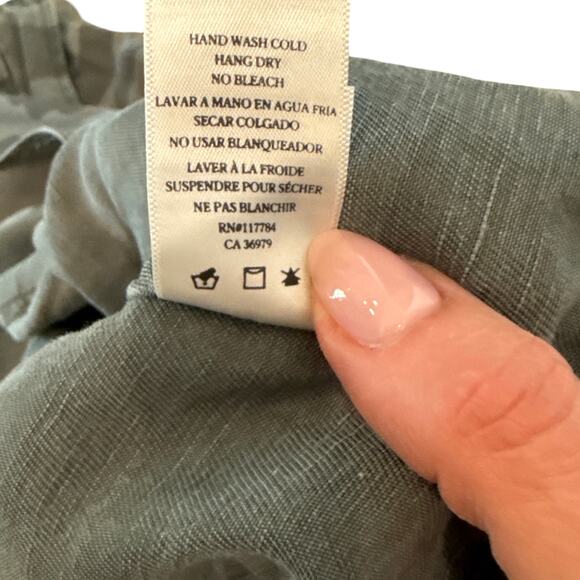 HAND WASH COLD
HANG DRY
NO BLEACH
LAVAR A MANO EN AGUA FRIA
SECAR COLGADO
NO USAR BLANQUEADOR
LAVER À LA FROIDE
SUSPENDRE POUR SÉCHER
NE PAS BLANCHIR
RN#117784
CA 36979